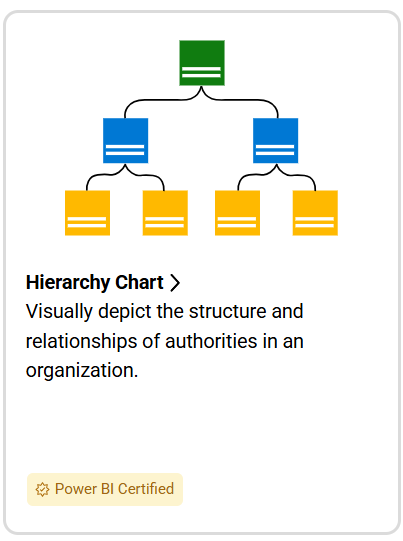 Hierarchy Chart
Visually depict the structure and
relationships of authorities in an
organization.
Power BI Certified